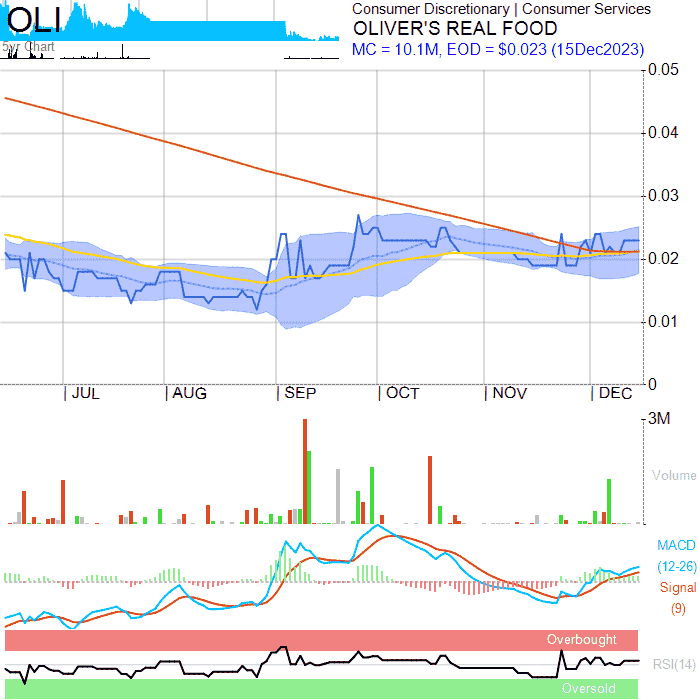 OLI
5yr Chart
Consumer Discretionary | Consumer Services
OLIVER'S REAL FOOD
MC = 10.1M, EOD = $0.023 (15Dec2023)
0.05
0.04
0.03
0.02
0.01
0
JUL AUG SEP OCT NOV DEC
3M
Volume
MACD
(12-26)
Signal
(9)
Overbought
RSI(14)
Oversold